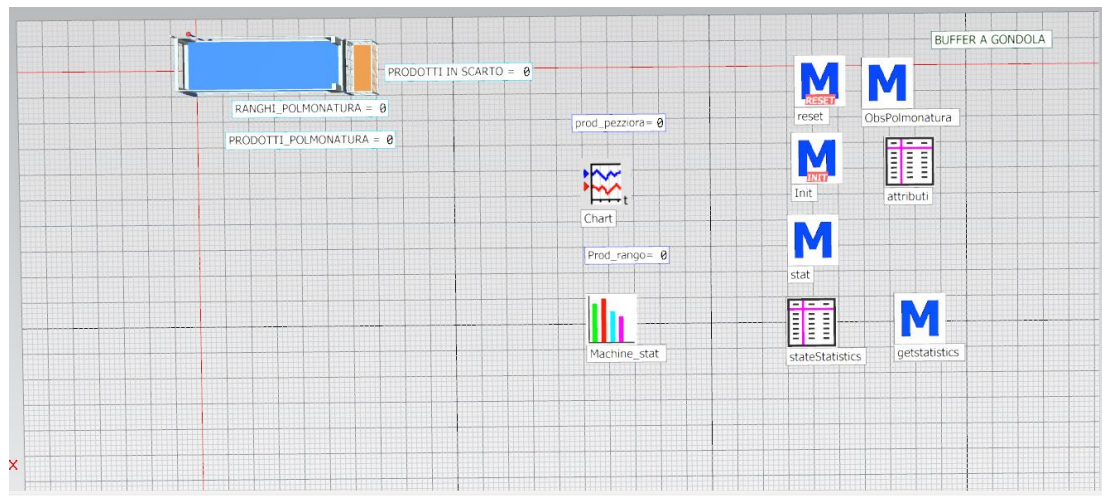 BUFFER A GONDOLA
PRODOTTI IN SCARTO = 0
RANGHI_POLMONATURA = 0
PRODOTTI_POLMONATURA = 0
prod_pezziora= 0
M
RESET
reset
M
ObsPolmonatura
t
Chart
M
INIT
Init
attributi
Prod_rango= 0
M
stat
Machine_stat
stateStatistics
M
getstatistics
X